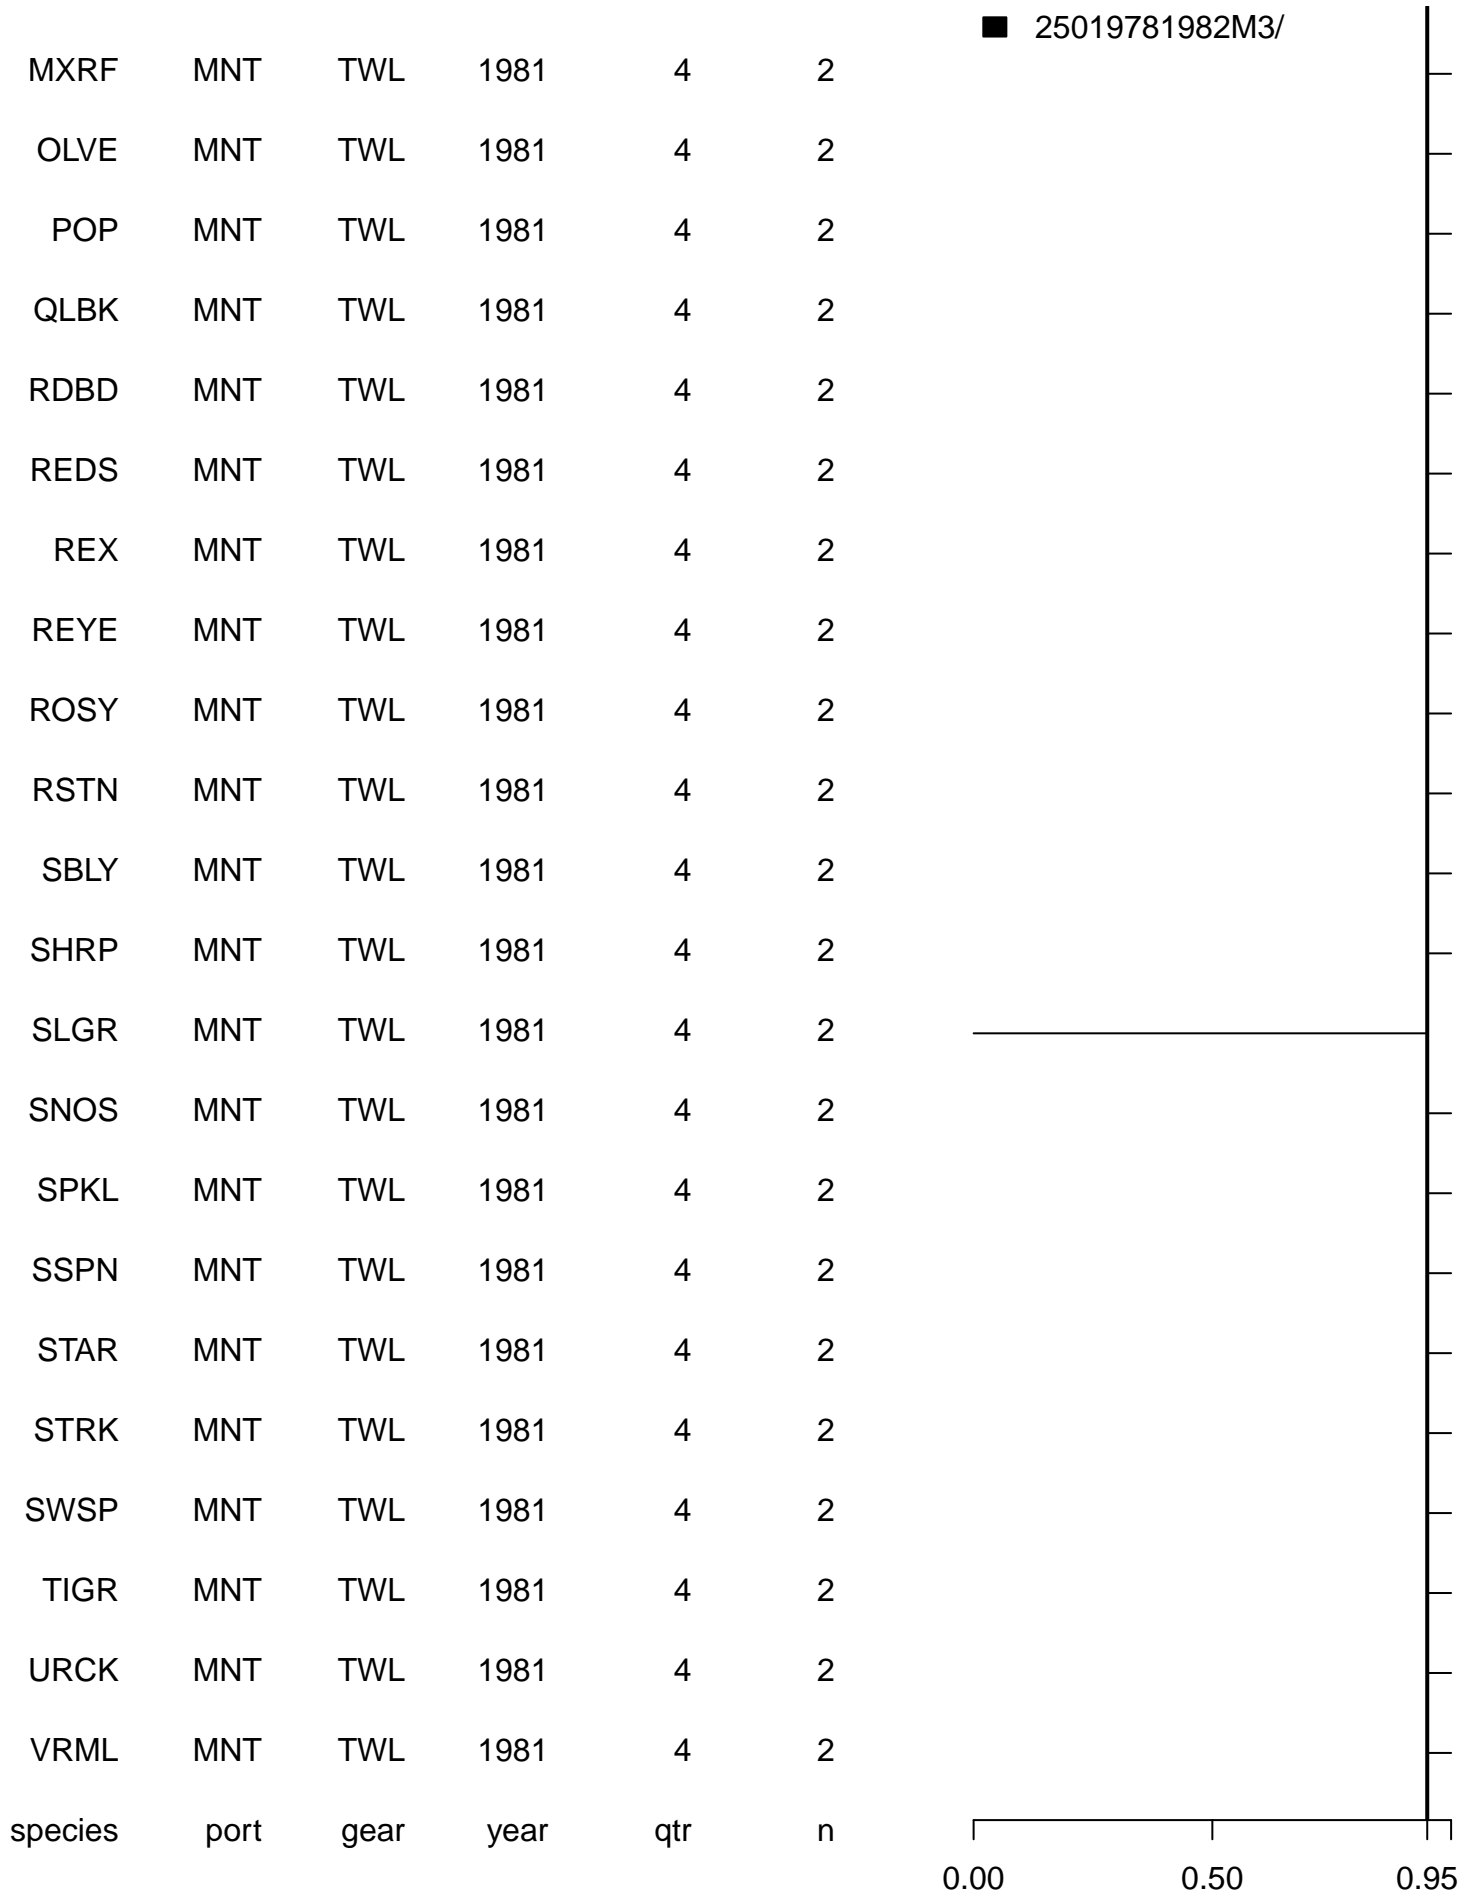 25019781982M3/
MXRF MNT TWL 1981 4 2
OLVE MNT TWL 1981 4 2
POP MNT TWL 1981 4 2
QLBK MNT TWL 1981 4 2
RDBD MNT TWL 1981 4 2
REDS MNT TWL 1981 4 2
REX MNT TWL 1981 4 2
REYE MNT TWL 1981 4 2
ROSY MNT TWL 1981 4 2
RSTN MNT TWL 1981 4 2
SBLY MNT TWL 1981 4 2
SHRP MNT TWL 1981 4 2
SLGR MNT TWL 1981 4 2
SNOS MNT TWL 1981 4 2
SPKL MNT TWL 1981 4 2
SSPN MNT TWL 1981 4 2
STAR MNT TWL 1981 4 2
STRK MNT TWL 1981 4 2
SWSP MNT TWL 1981 4 2
TIGR MNT TWL 1981 4 2
URCK MNT TWL 1981 4 2
VRML MNT TWL 1981 4 2
species port gear year qtr n
0.00 0.50 0.95